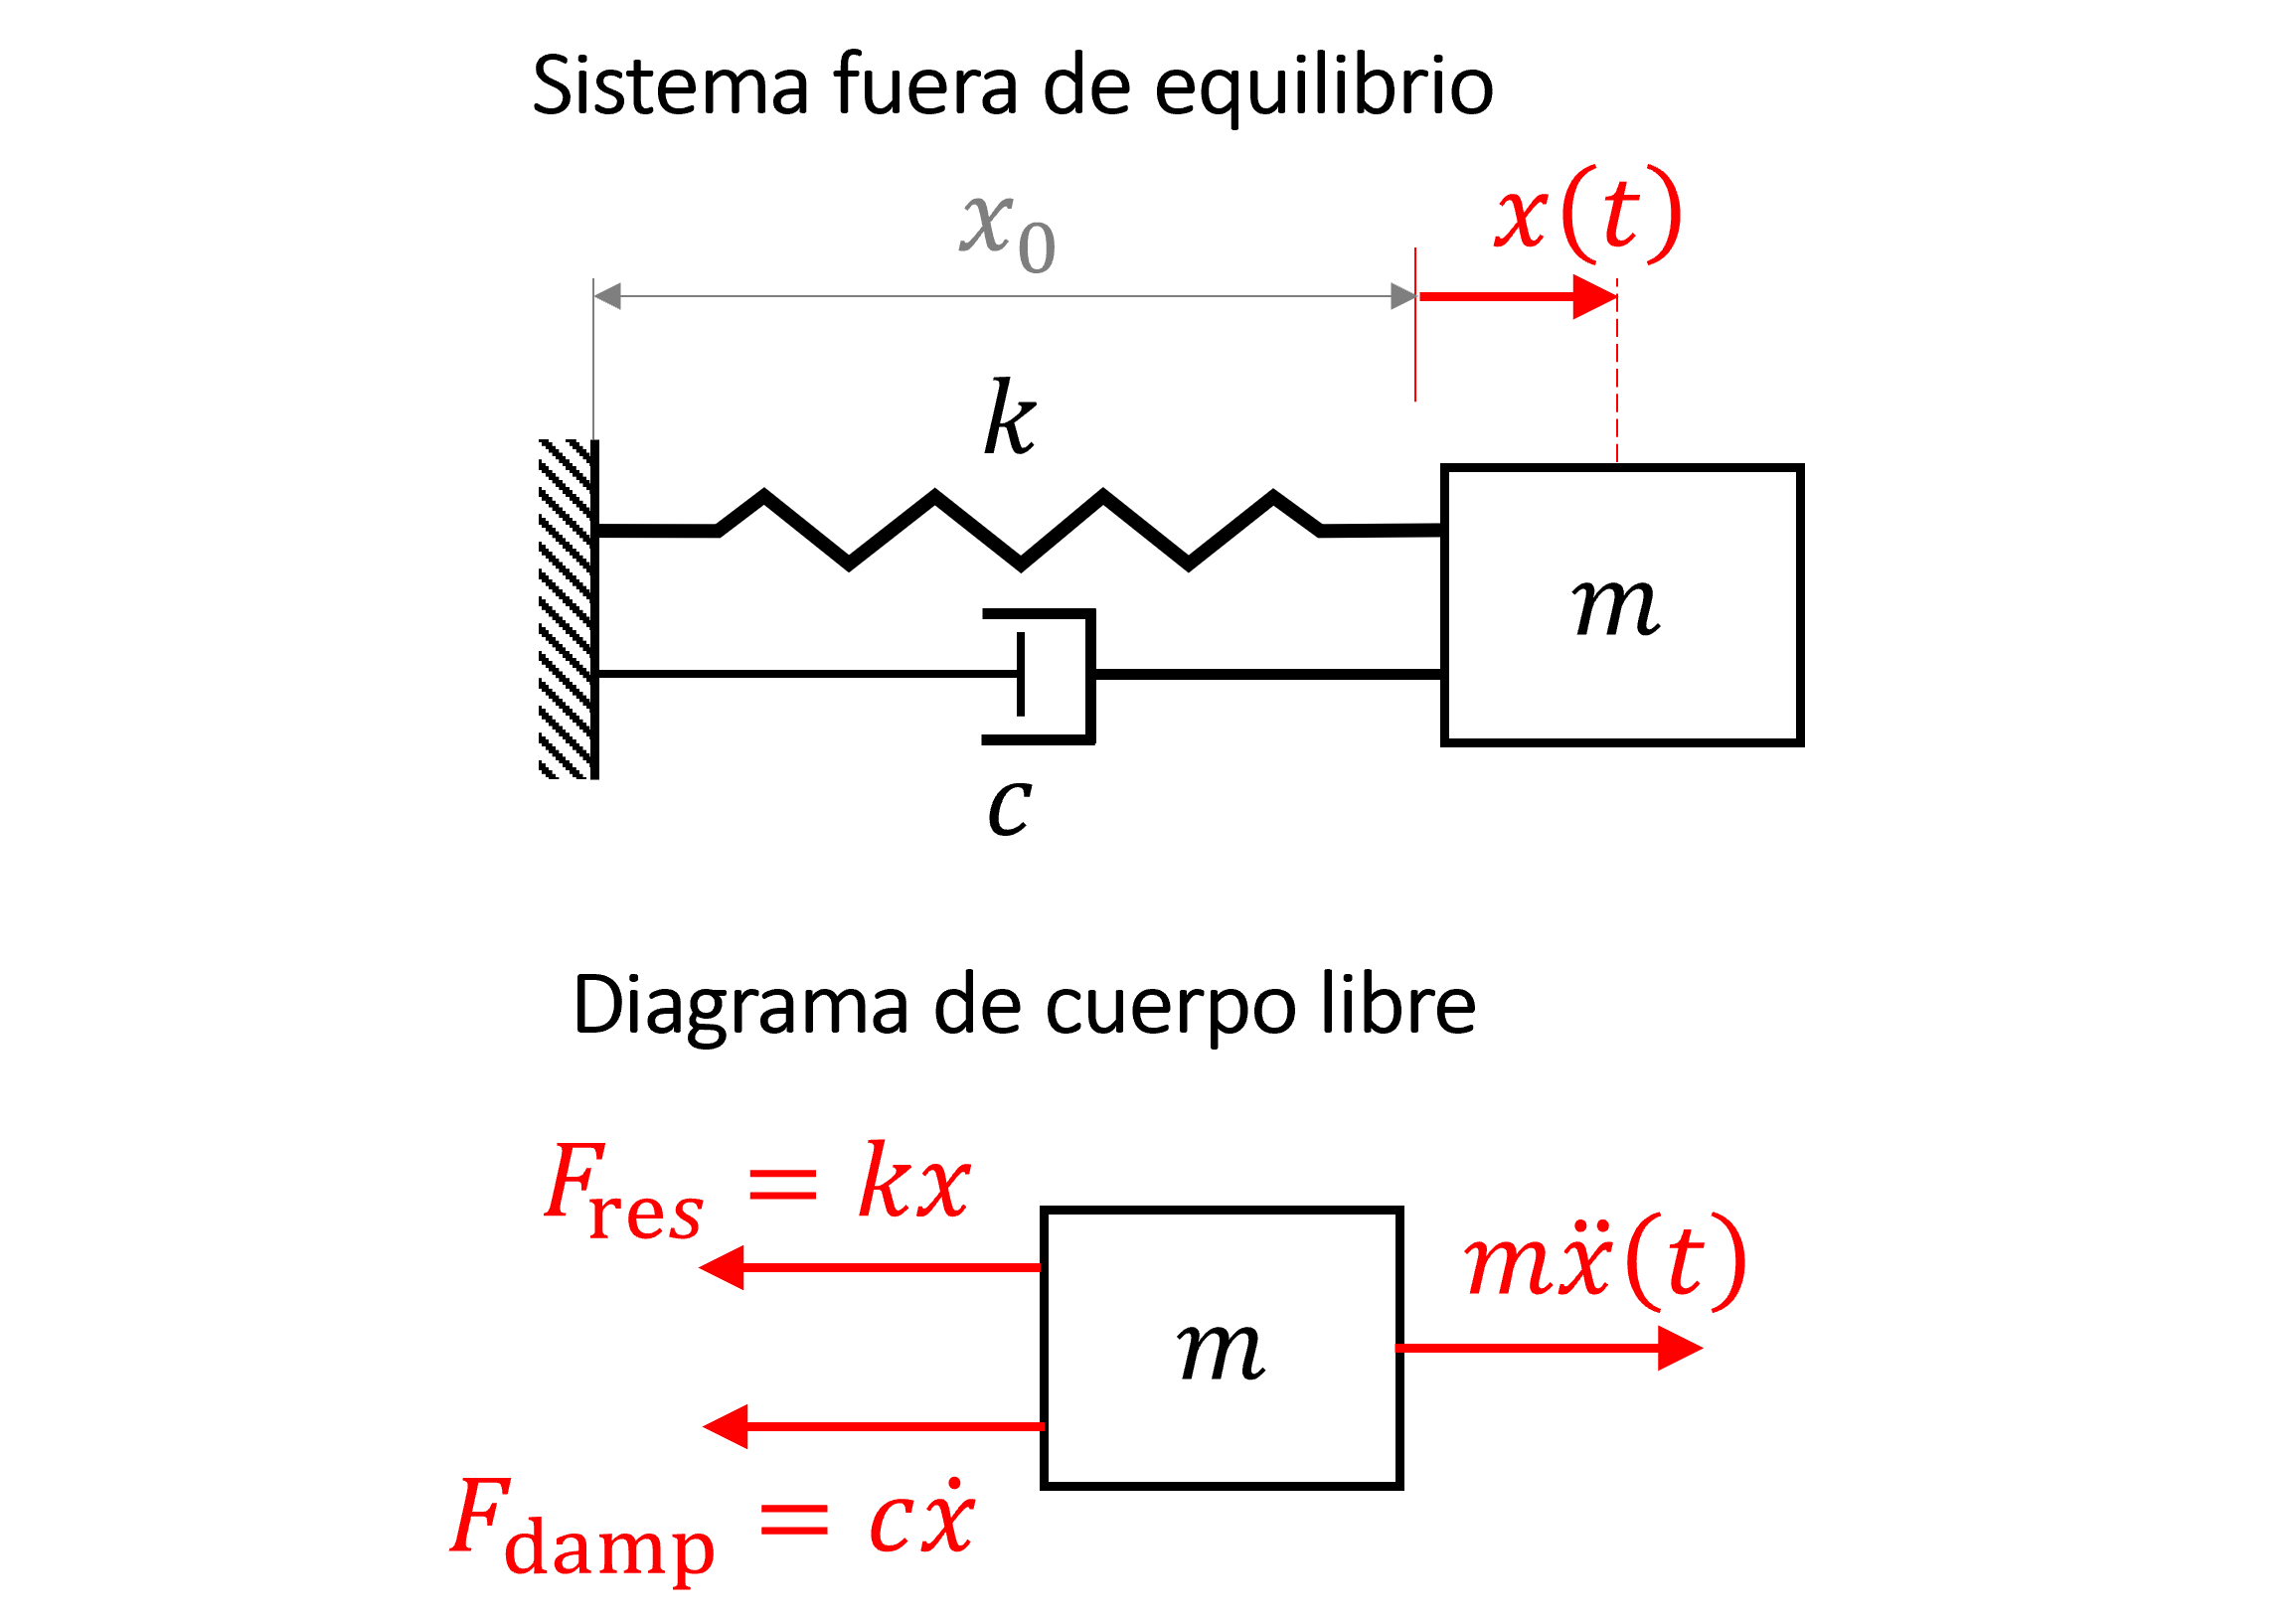 Sistema fuera de equilibrio
x₀
x(t)
k
m
c
Diagrama de cuerpo libre
F_res = kx
mẍ(t)
m
F_damp = cẋ